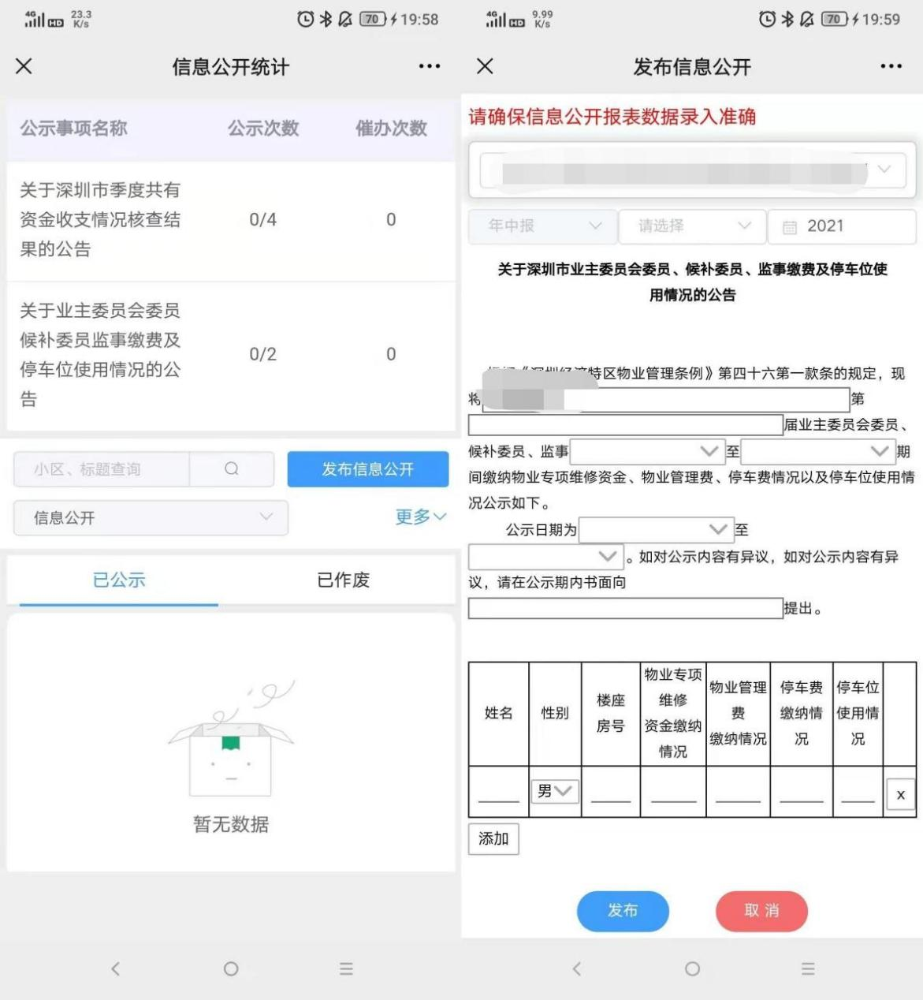 4G HD 23.3 K/s 70 19:58
信息公开统计
公示事项名称 公示次数 催办次数
关于深圳市季度共有
资金收支情况核查结
果的公告
0/4 0
关于业主委员会委员
候补委员监事缴费及
停车位使用情况的公
告
0/2 0
小区、标题查询
发布信息公开
信息公开
更多
已公示 已作废
暂无数据
4G HD 9.99 K/s 70 19:59
发布信息公开
请确保信息公开报表数据录入准确
年中报 请选择 2021
关于深圳市业主委员会委员、候补委员、监事缴费及停车位使
用情况的公告
特区物业管理条例》第四十六第一款条的规定，现
将 第
届业主委员会委员、
候补委员、监事 至 期
间缴纳物业专项维修资金、物业管理费、停车费情况以及停车位使用情
况公示如下。
公示日期为 至
。如对公示内容有异议，如对公示内容有异
议，请在公示期内书面向
提出。
姓名
性别
楼座
房号
物业专项
维修
资金缴纳
情况
物业管理
费
缴纳情况
停车费
缴纳情
况
停车位
使用情
况
男
x
添加
发布 取消